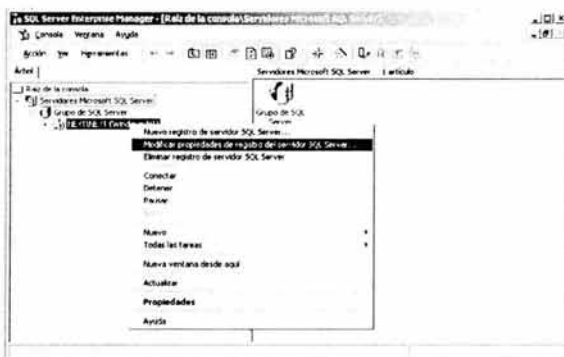 SQL Server Enterprise Manager - [Raíz de la consola\Servidores Microsoft SQL Server
Consola Ventana Ayuda
Acción Ver Herramientas
Árbol
Servidores Microsoft SQL Server 1 artículo
Raíz de la consola
Servidores Microsoft SQL Server
Grupo de SQL Server
Grupo de SQL
Server
Nuevo registro de servidor SQL Server...
Modificar propiedades de registro del servidor SQL Server...
Eliminar registro de servidor SQL Server
Conectar
Detener
Pausar
Nuevo
Todas las tareas
Nueva ventana desde aquí
Actualizar
Propiedades
Ayuda